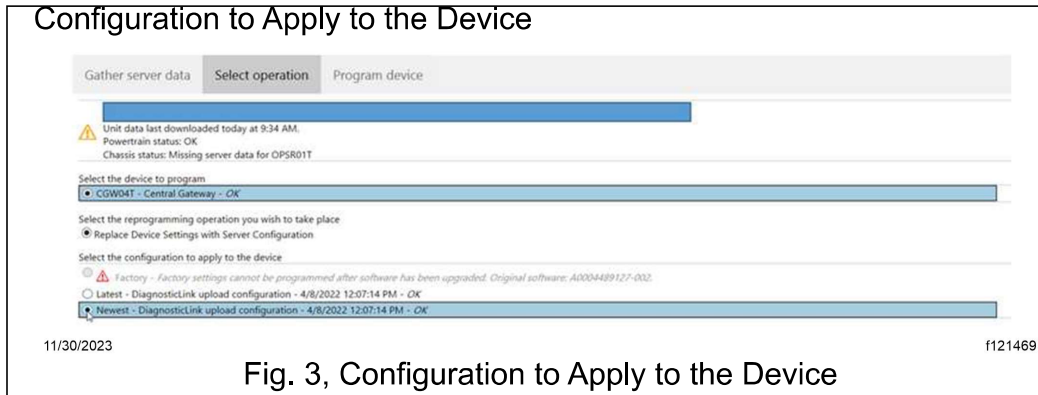 Configuration to Apply to the Device
Gather server data Select operation Program device
Unit data last downloaded today at 9:34 AM.
Powertrain status: OK
Chassis status: Missing server data for OPSR01T
Select the device to program
CGW04T - Central Gateway - OK
Select the reprogramming operation you wish to take place
Replace Device Settings with Server Configuration
Select the configuration to apply to the device
Factory - Factory settings cannot be programmed after software has been upgraded. Original software: A0004489127-002.
Latest - DiagnosticLink upload configuration - 4/8/2022 12:07:14 PM - OK
Newest - DiagnosticLink upload configuration - 4/8/2022 12:07:14 PM - OK
11/30/2023 f121469
Fig. 3, Configuration to Apply to the Device